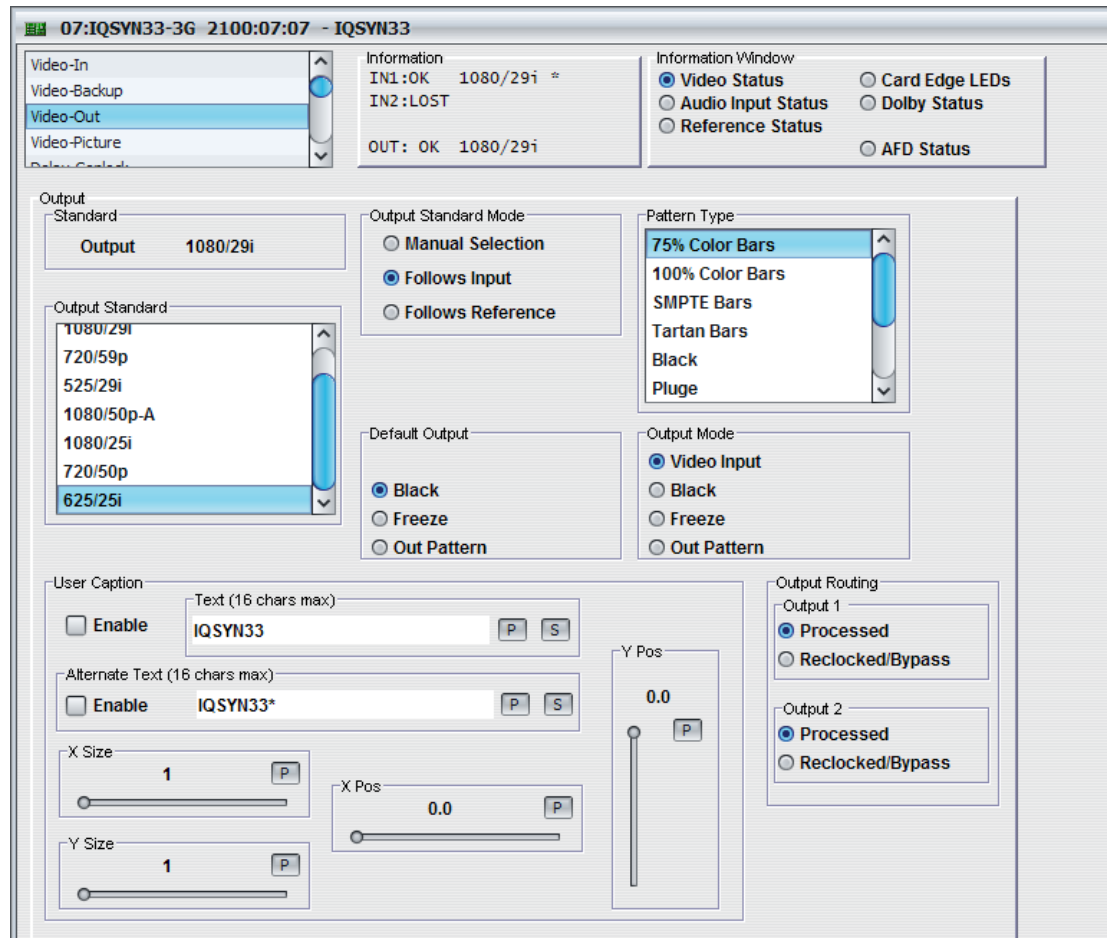 07:IQSYN33-3G 2100:07:07 - IQSYN33
Video-In
Video-Backup
Video-Out
Video-Picture
Delay-Genlock
Information
IN1:OK 1080/29i *
IN2:LOST
OUT: OK 1080/29i
Information Window
Video Status
Card Edge LEDs
Audio Input Status
Dolby Status
Reference Status
AFD Status
Output
Standard
Output 1080/29i
Output Standard
1080/29i
720/59p
525/29i
1080/50p-A
1080/25i
720/50p
625/25i
Output Standard Mode
Manual Selection
Follows Input
Follows Reference
Pattern Type
75% Color Bars
100% Color Bars
SMPTE Bars
Tartan Bars
Black
Pluge
Default Output
Black
Freeze
Out Pattern
Output Mode
Video Input
Black
Freeze
Out Pattern
User Caption
Enable
Text (16 chars max)
IQSYN33 P S
Alternate Text (16 chars max)
Enable IQSYN33* P S
X Size
1 P
Y Size
1 P
X Pos
0.0 P
Y Pos
0.0
P
Output Routing
Output 1
Processed
Reclocked/Bypass
Output 2
Processed
Reclocked/Bypass